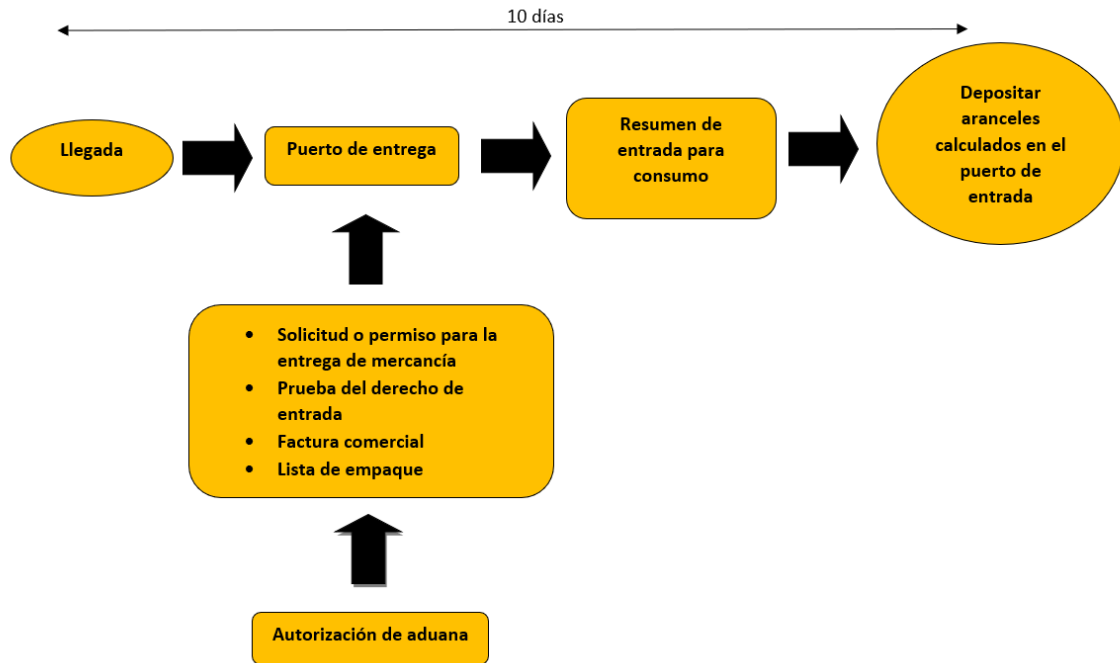 10 días
Llegada
Puerto de entrega
Resumen de
entrada para
consumo
Depositar
aranceles
calculados en el
puerto de
entrada
• Solicitud o permiso para la
entrega de mercancía
• Prueba del derecho de
entrada
• Factura comercial
• Lista de empaque
Autorización de aduana